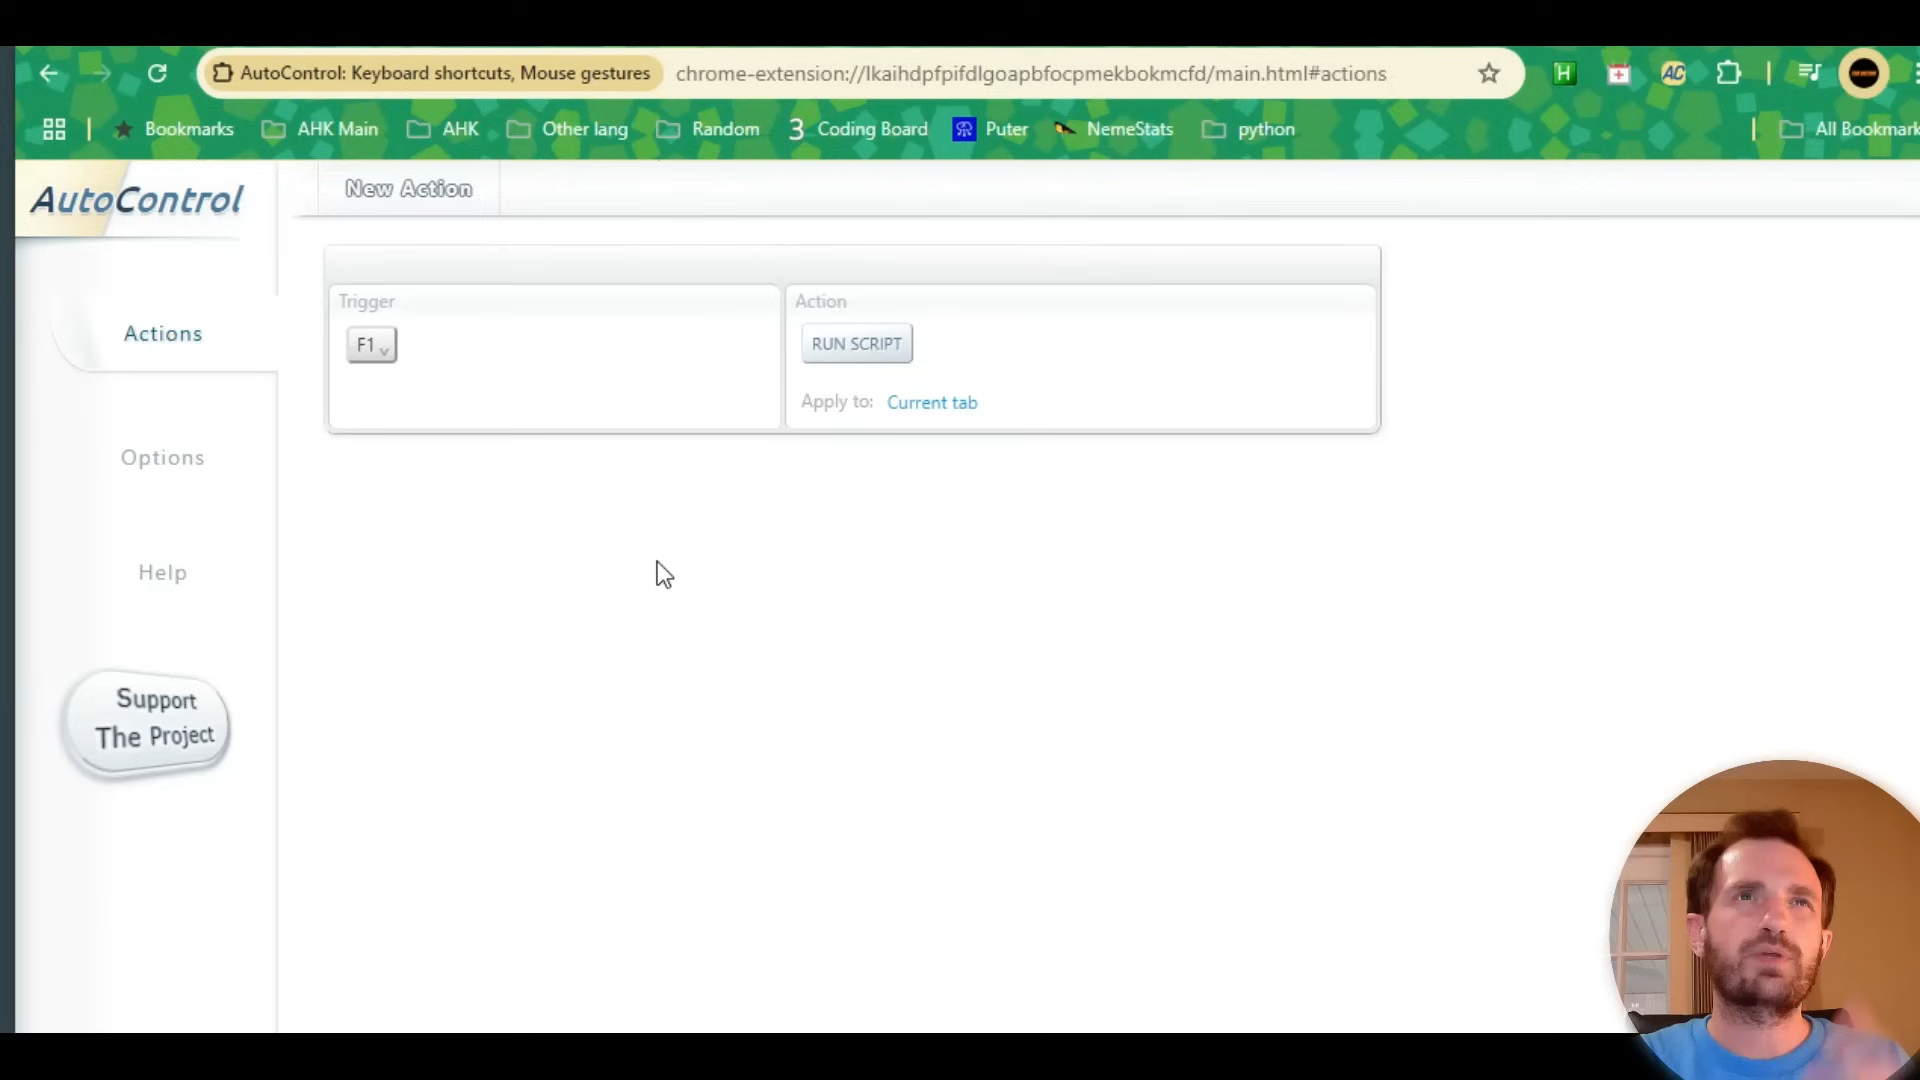 AutoControl: Keyboard shortcuts, Mouse gestures chrome-extension://lkaihdpfpifdlgoapbfocpmekbokmcfd/main.html#actions H AC
Bookmarks AHK Main AHK Other lang Random 3 Coding Board Puter NemeStats python All Bookmark
AutoControl
New Action
Trigger Action
F1 RUN SCRIPT
Apply to: Current tab
Actions
Options
Help
Support
The Project